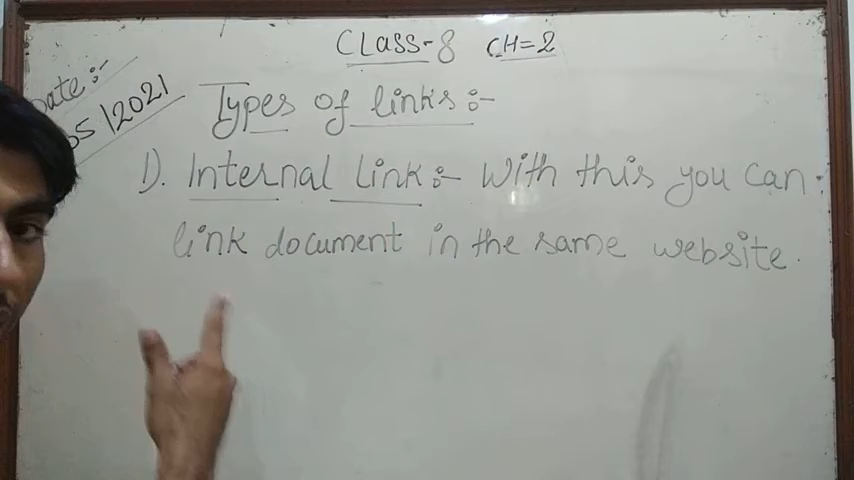 CLASS-8 CH=2
Date:-
05/2021
Types of links:-
1). Internal link:- With this you can
link document in the same website.